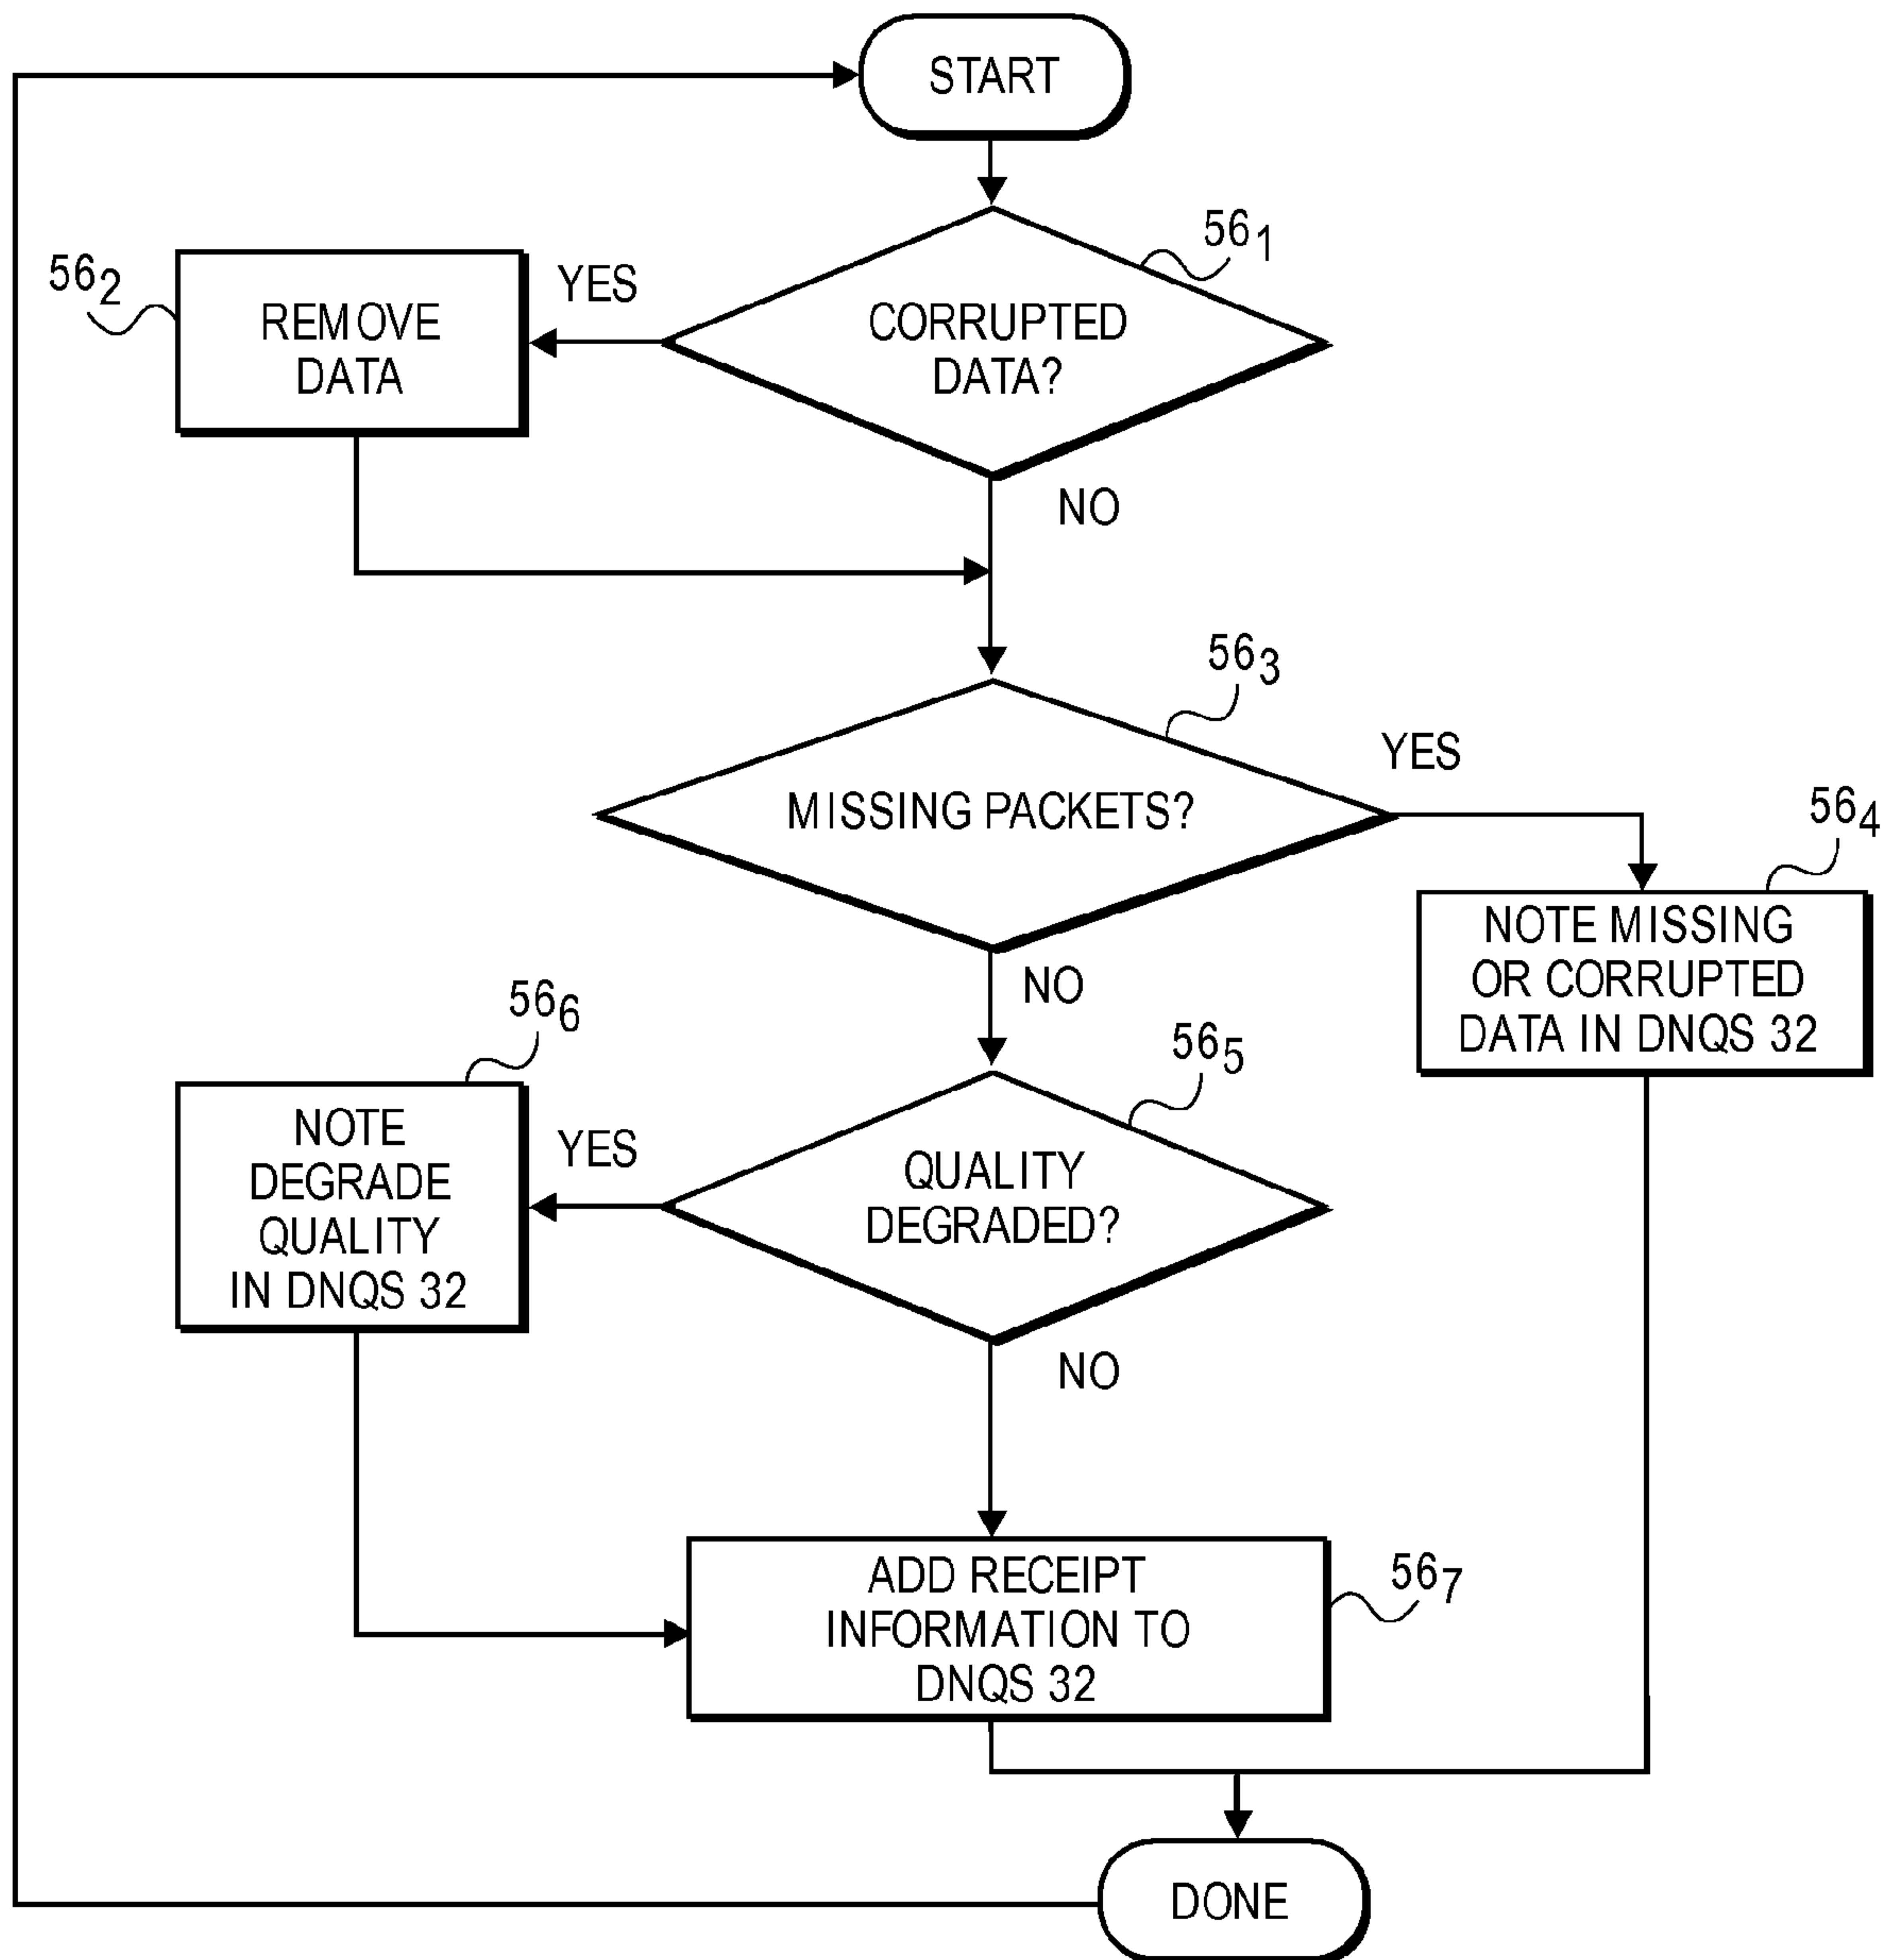 START
56₁
CORRUPTED
DATA?
YES
56₂
REMOVE
DATA
NO
56₃
MISSING PACKETS?
YES
56₄
NOTE MISSING
OR CORRUPTED
DATA IN DNQS 32
NO
56₅
QUALITY
DEGRADED?
YES
56₆
NOTE
DEGRADE
QUALITY
IN DNQS 32
NO
ADD RECEIPT
INFORMATION TO
DNQS 32
56₇
DONE